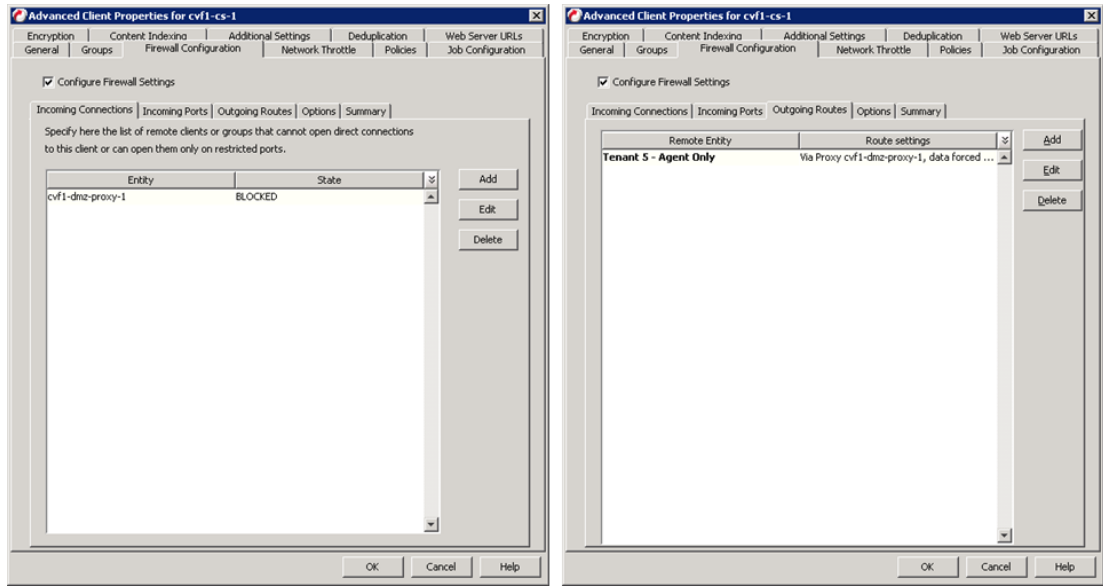 Advanced Client Properties for cvf1-cs-1
Encryption Content Indexing Additional Settings Deduplication Web Server URLs
General Groups Firewall Configuration Network Throttle Policies Job Configuration
Configure Firewall Settings
Incoming Connections Incoming Ports Outgoing Routes Options Summary
Specify here the list of remote clients or groups that cannot open direct connections
to this client or can open them only on restricted ports.
Entity State
cvf1-dmz-proxy-1 BLOCKED
Add
Edit
Delete
OK Cancel Help
Advanced Client Properties for cvf1-cs-1
Encryption Content Indexing Additional Settings Deduplication Web Server URLs
General Groups Firewall Configuration Network Throttle Policies Job Configuration
Configure Firewall Settings
Incoming Connections Incoming Ports Outgoing Routes Options Summary
Remote Entity Route settings
Tenant 5 - Agent Only Via Proxy cvf1-dmz-proxy-1, data forced ...
Add
Edit
Delete
OK Cancel Help